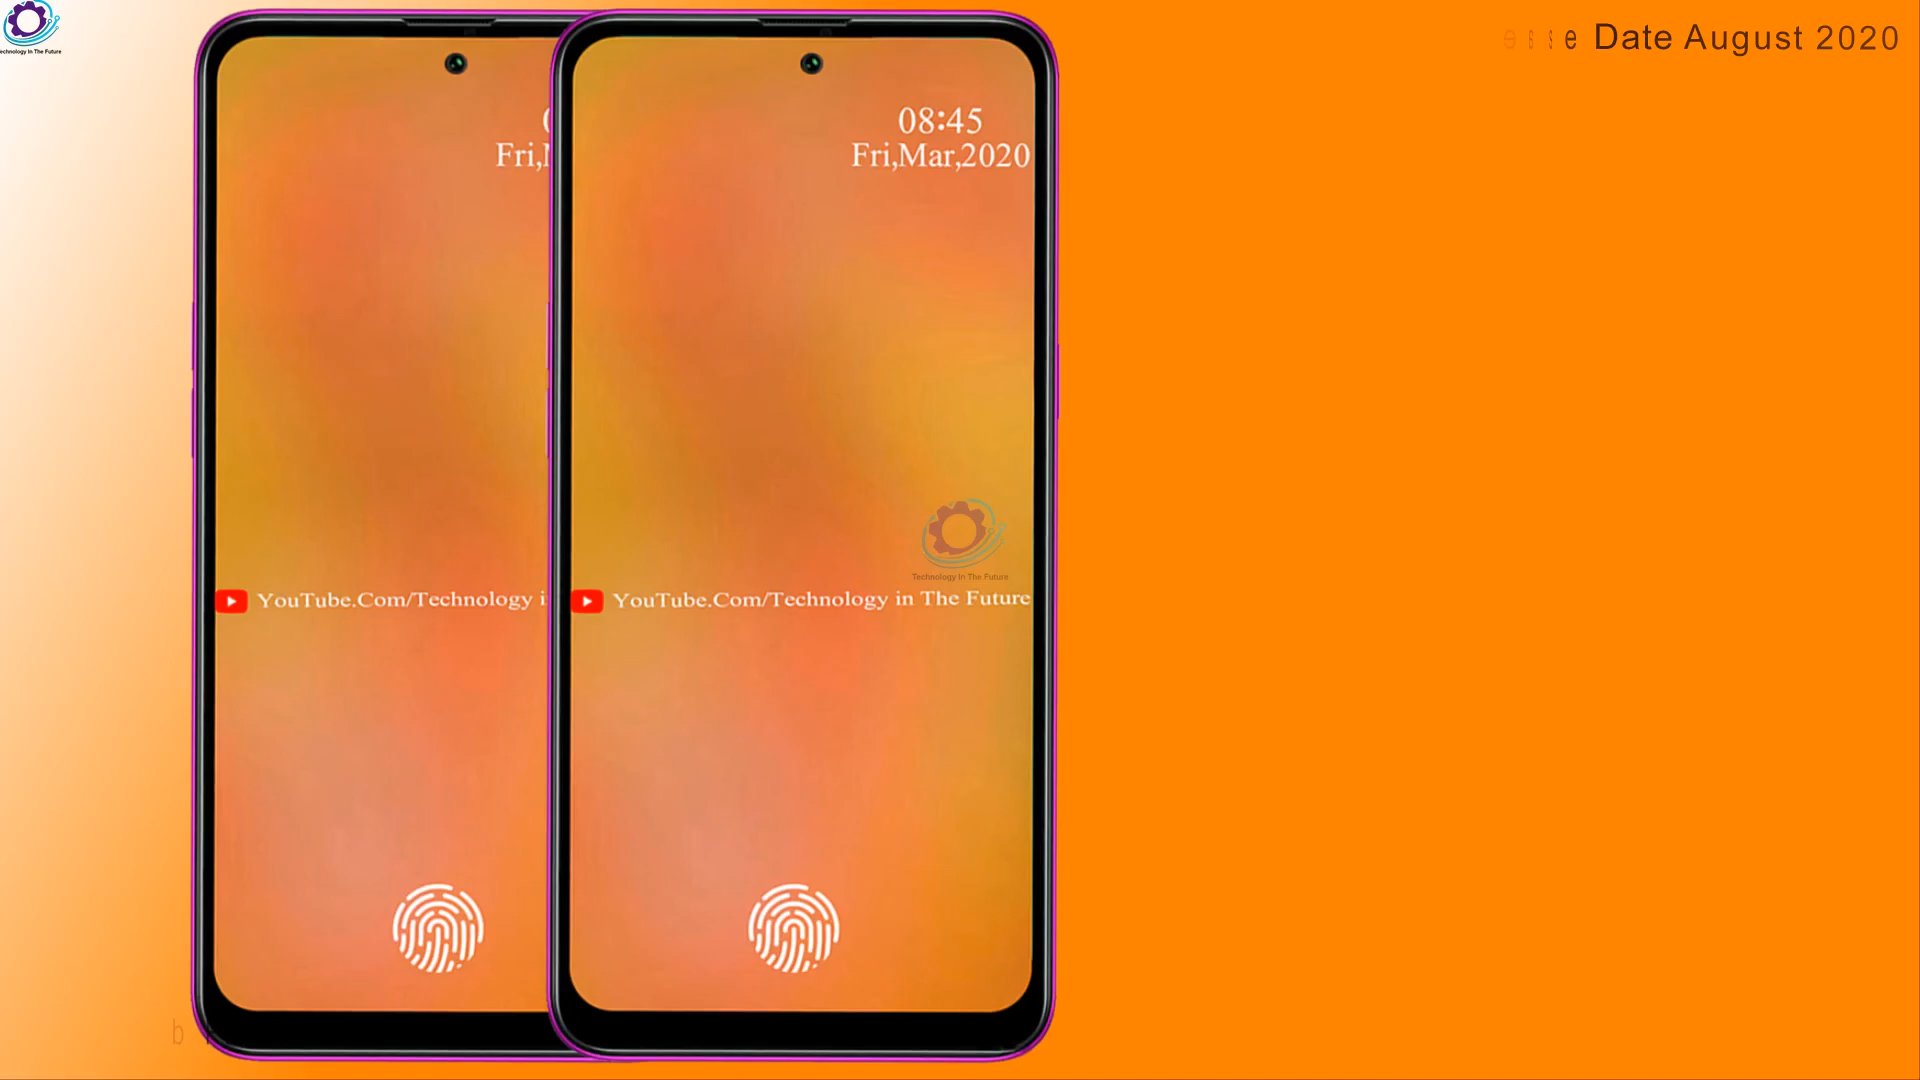 Technology In The Future
e Date August 2020
08:45
Fri,
Fri,Mar,2020
Technology In The Future
YouTube.Com/Technology i
YouTube.Com/Technology in The Future